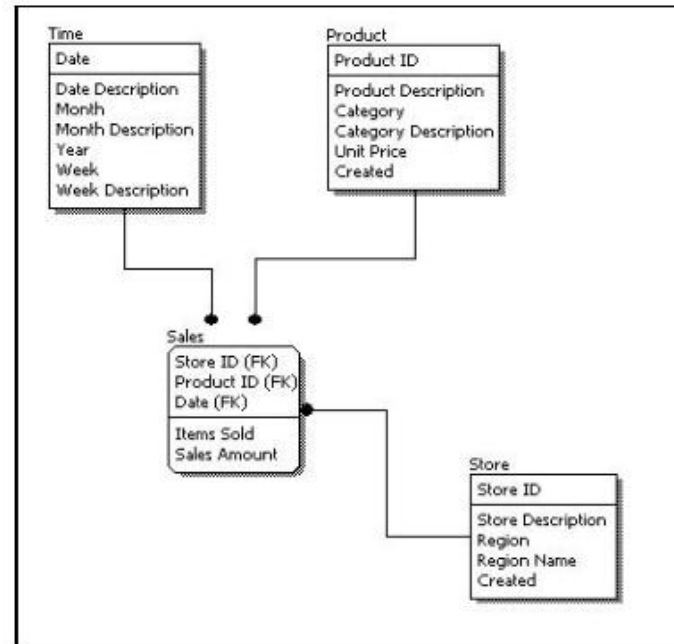 Time
Date
Date Description
Month
Month Description
Year
Week
Week Description
Product
Product ID
Product Description
Category
Category Description
Unit Price
Created
Sales
Store ID (FK)
Product ID (FK)
Date (FK)
Items Sold
Sales Amount
Store
Store ID
Store Description
Region
Region Name
Created